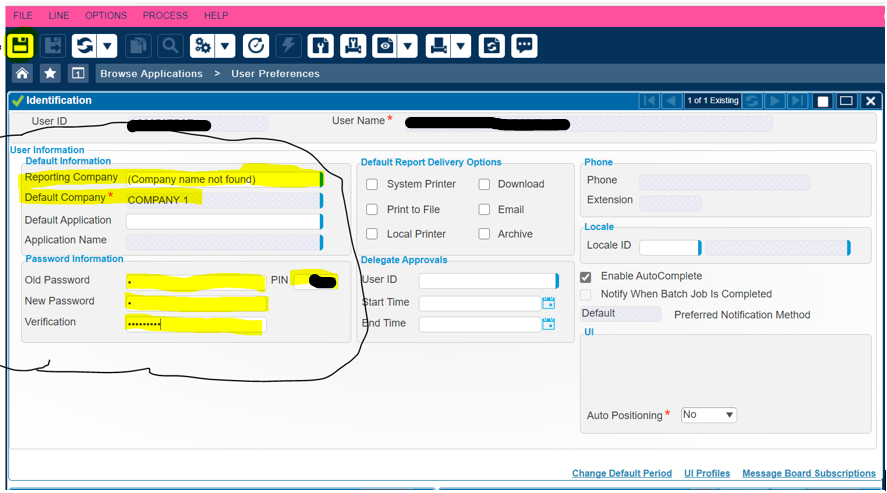 FILE LINE OPTIONS PROCESS HELP
1
Browse Applications > User Preferences
Identification
1 of 1 Existing
User ID
User Name *
User Information
Default Information
Reporting Company (Company name not found)
Default Company * COMPANY 1
Default Application
Application Name
Password Information
Old Password •
PIN
New Password •
Verification •••••••••
Default Report Delivery Options
System Printer Download
Print to File Email
Local Printer Archive
Delegate Approvals
User ID
Start Time
End Time
Phone
Phone
Extension
Locale
Locale ID
Enable AutoComplete
Notify When Batch Job Is Completed
Default Preferred Notification Method
UI
Auto Positioning * No
Change Default Period UI Profiles Message Board Subscriptions